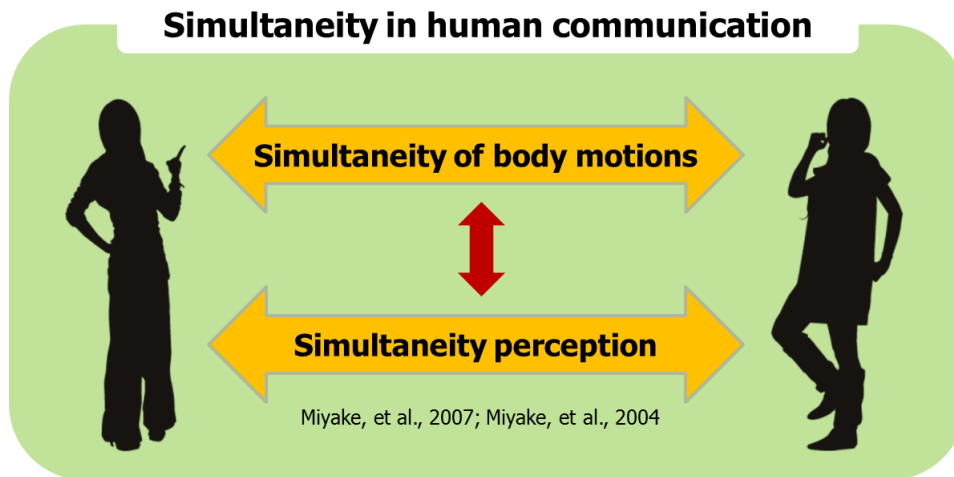 Simultaneity in human communication
Simultaneity of body motions
Simultaneity perception
Miyake, et al., 2007; Miyake, et al., 2004